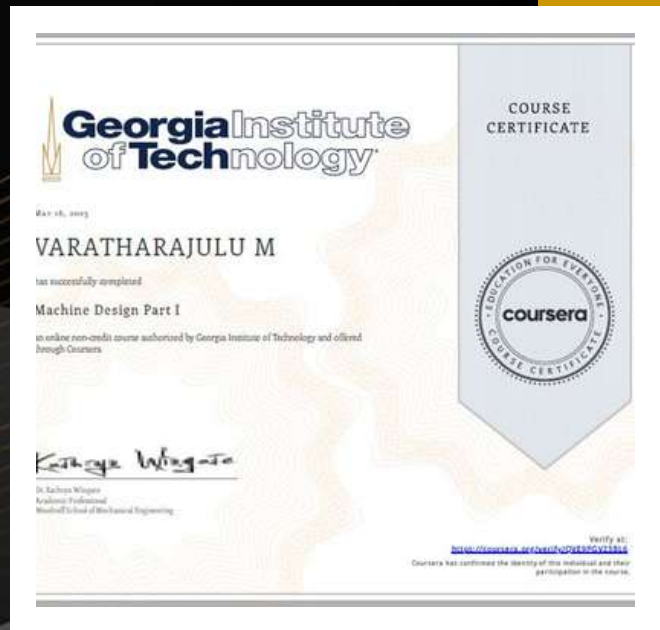 Georgia Institute
of Technology
COURSE
CERTIFICATE
VARATHARAJULU M
has successfully completed
Machine Design Part I
an online non-credit course authorized by Georgia Institute of Technology and offered
through Coursera
EDUCATION FOR EVERYONE
coursera
COURSE CERTIFICATE
Kathryn Wingate
Dr. Kathryn Wingate
Academic Professional
Woodruff School of Mechanical Engineering
Verify at:
Coursera has confirmed the identity of this individual and their
participation in the course.